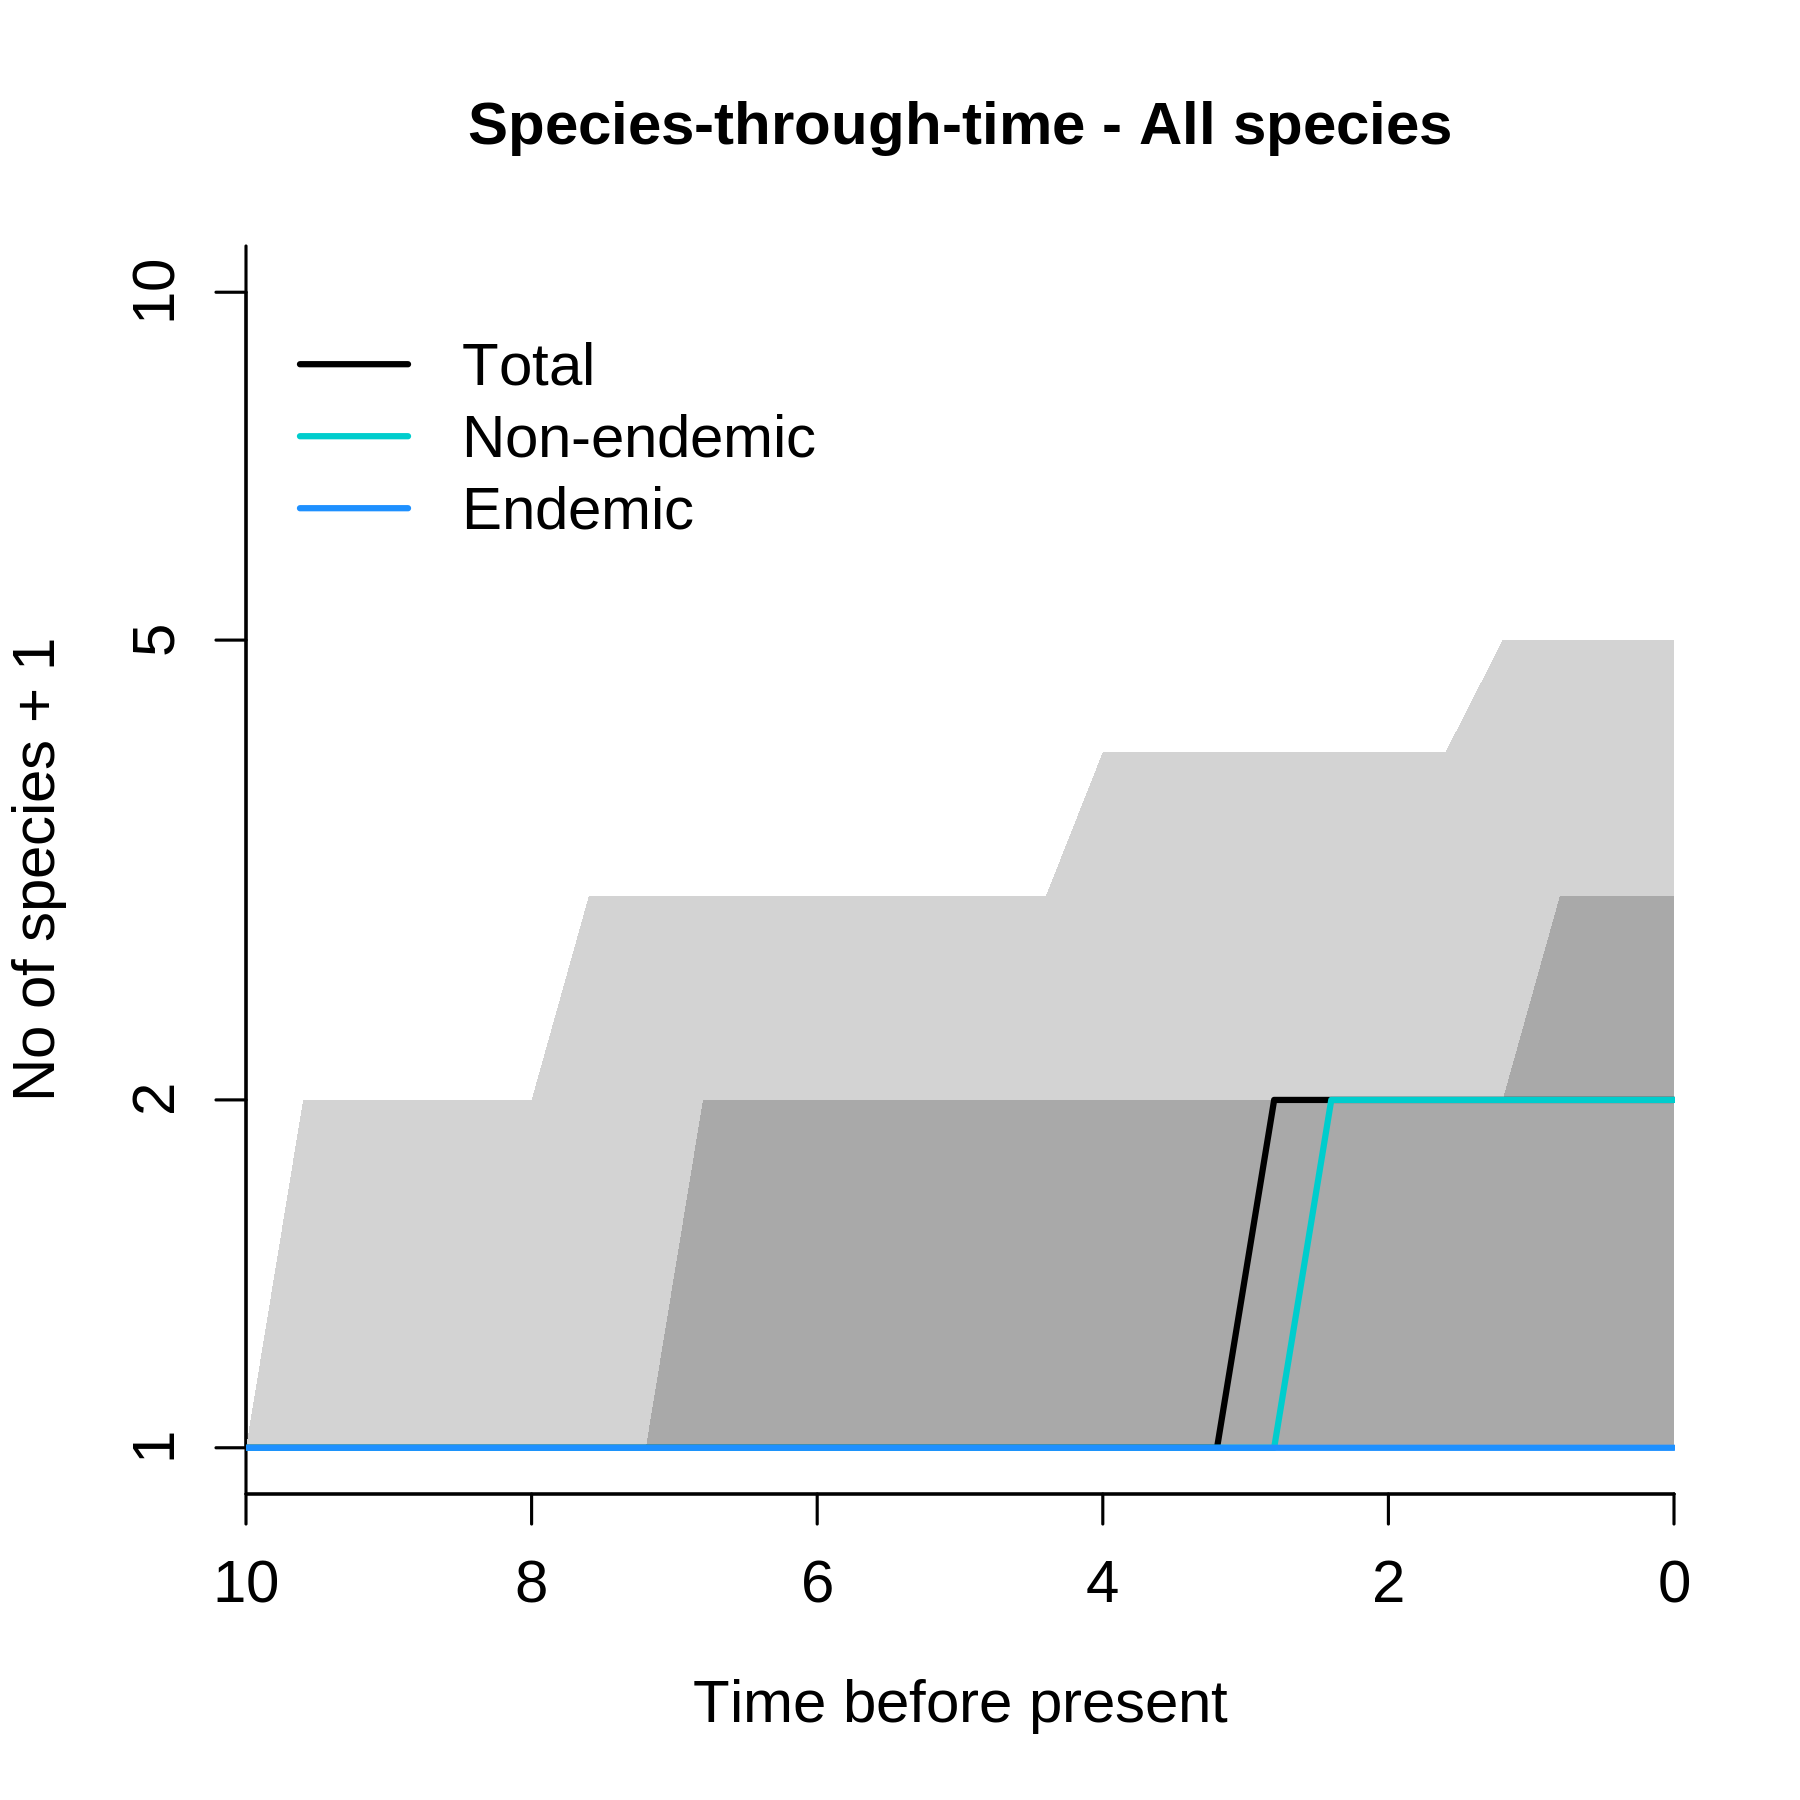 Species-through-time - All species
10
5
2
1
No of species + 1
Total
Non-endemic
Endemic
10 8 6 4 2 0
Time before present